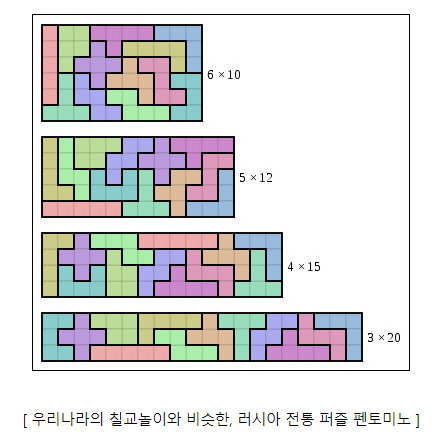 6 × 10
5 × 12
4 × 15
3 × 20
[ 우리나라의 칠교놀이와 비슷한, 러시아 전통 퍼즐 펜토미노 ]